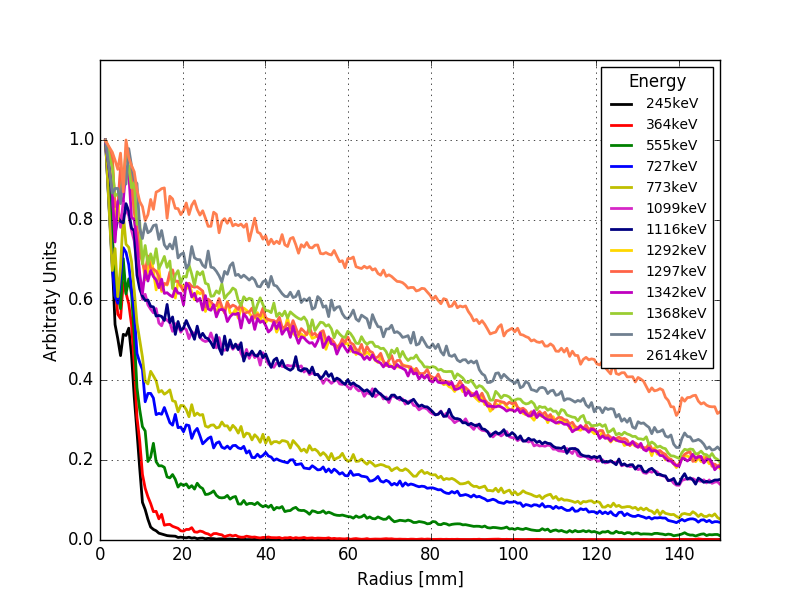 Energy
245keV
364keV
555keV
727keV
773keV
1099keV
1116keV
1292keV
1297keV
1342keV
1368keV
1524keV
2614keV
1.0
0.8
0.6
0.4
0.2
0.0
Arbitraty Units
0 20 40 60 80 100 120 140
Radius [mm]